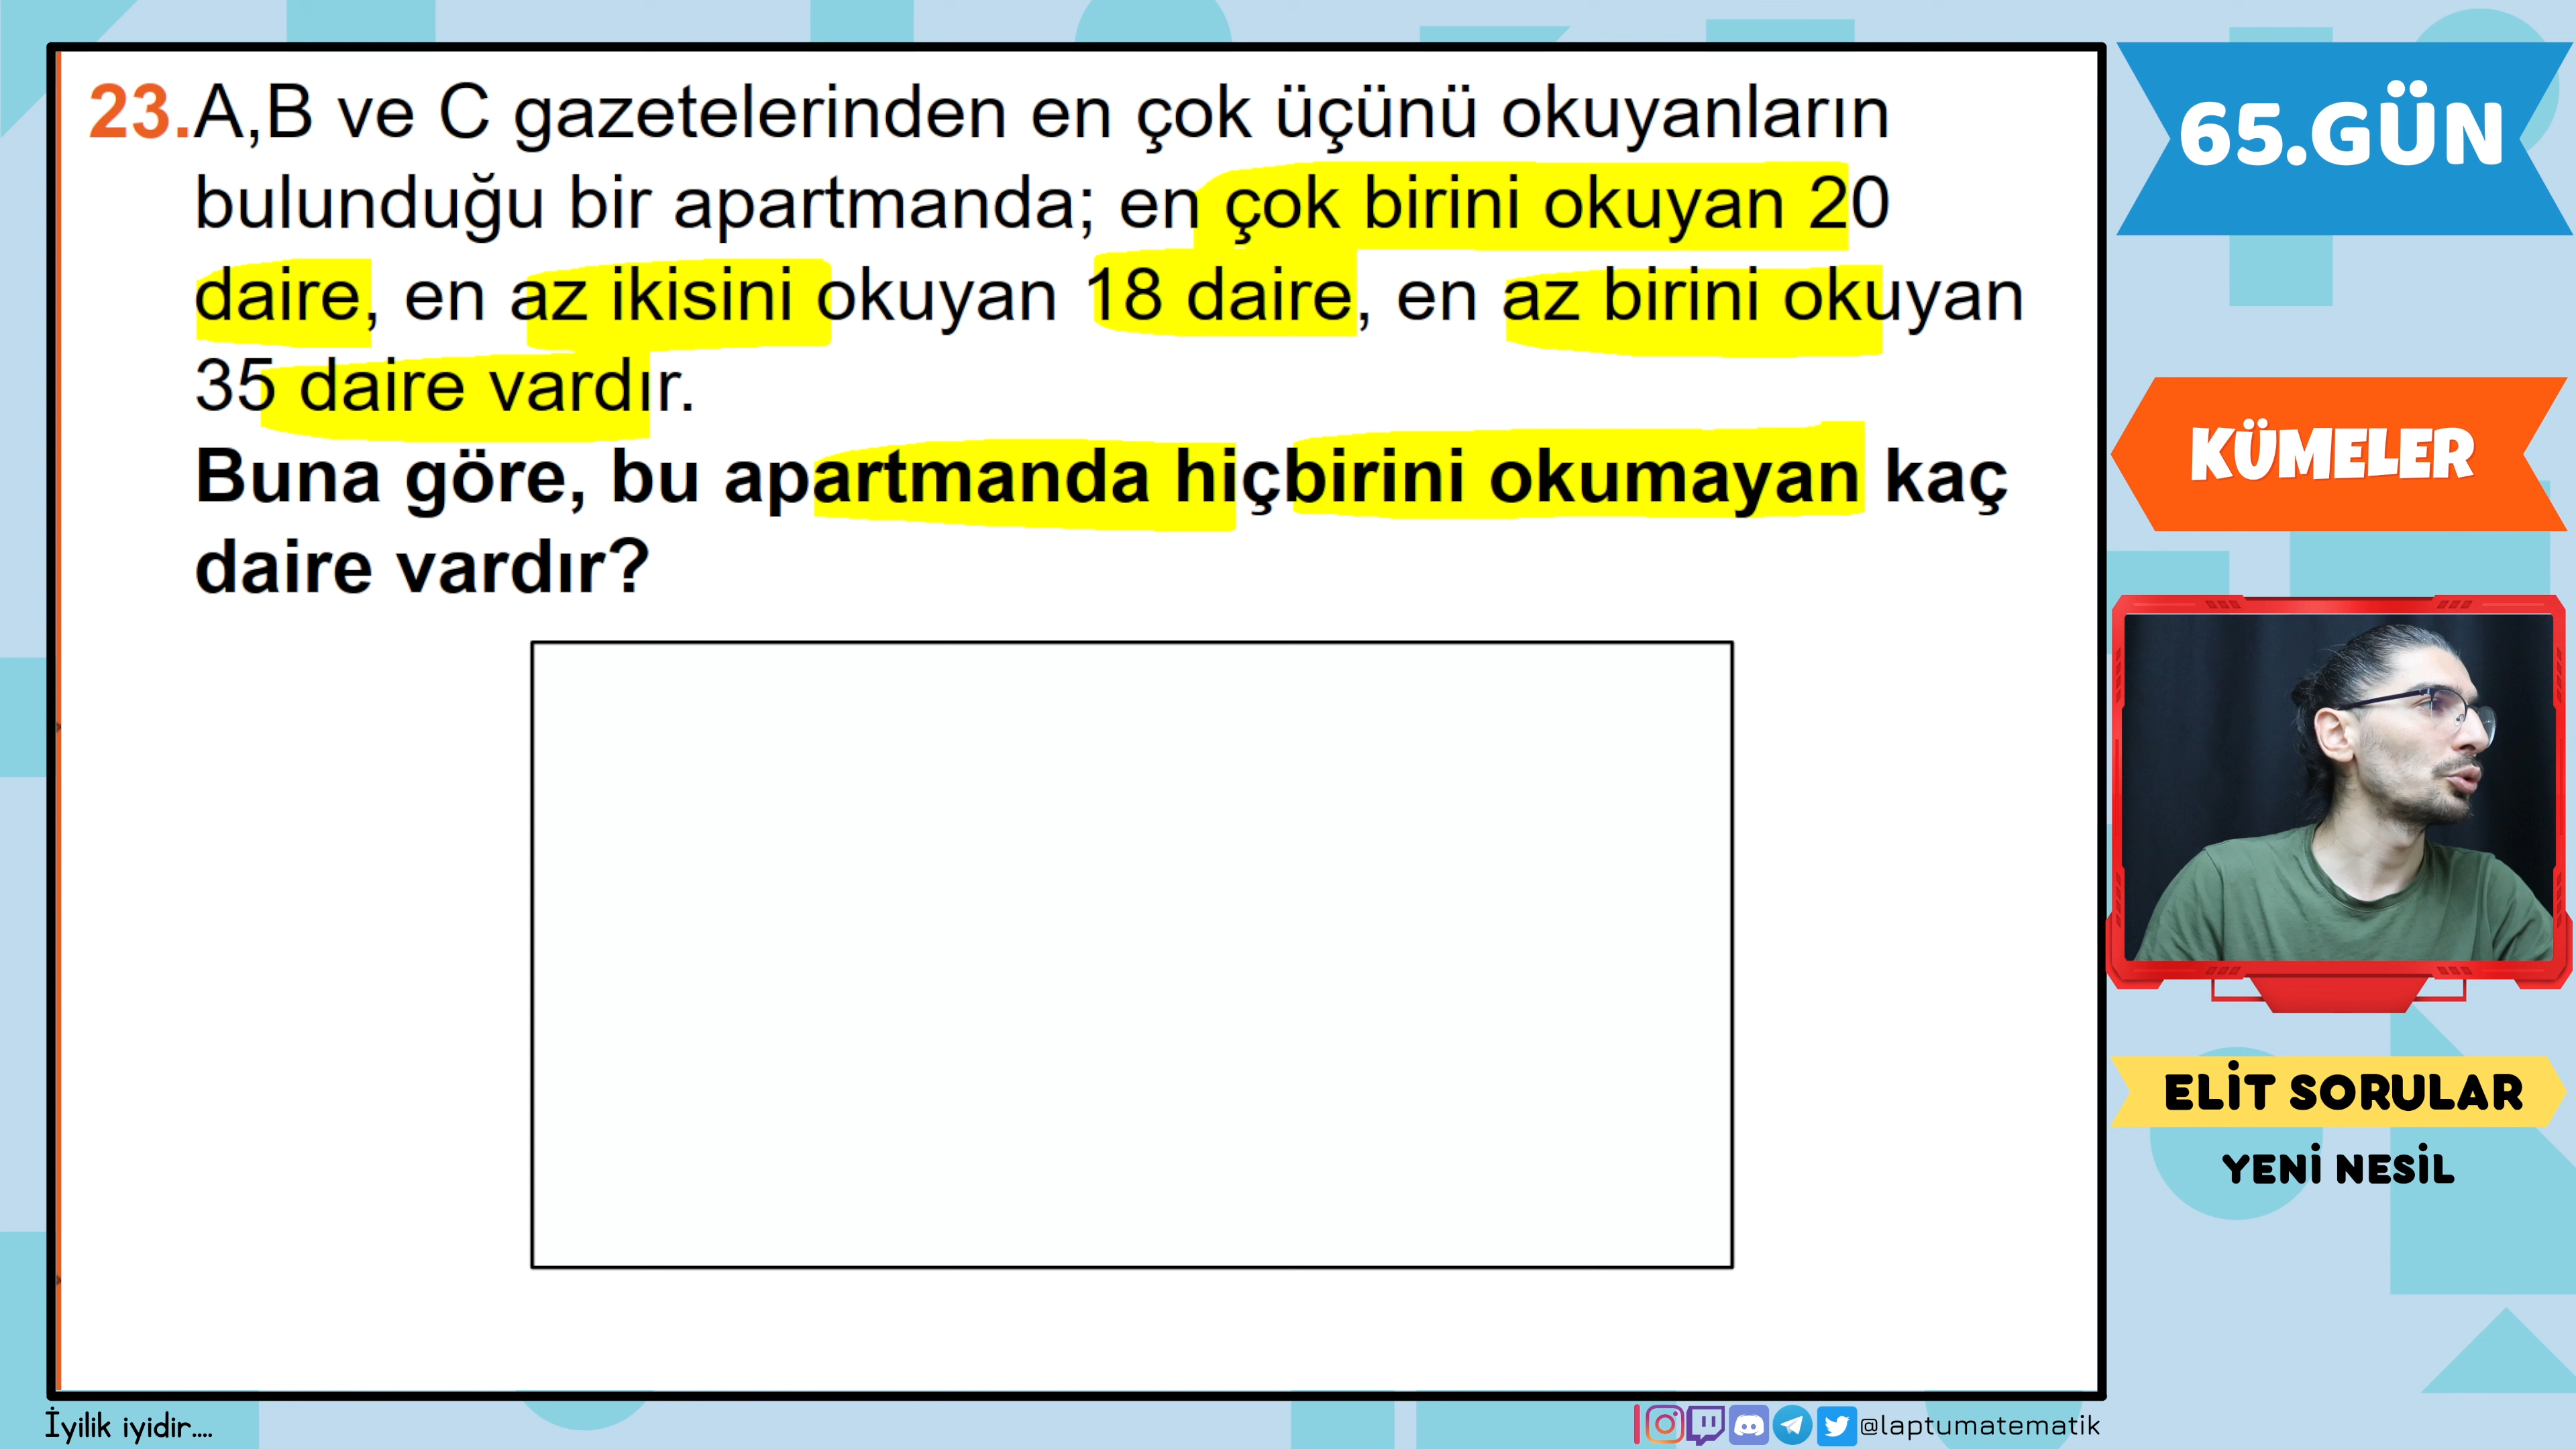 23.A,B ve C gazetelerinden en çok üçünü okuyanların
bulunduğu bir apartmanda; en çok birini okuyan 20
daire, en az ikisini okuyan 18 daire, en az birini okuyan
35 daire vardır.
Buna göre, bu apartmanda hiçbirini okumayan kaç
daire vardır?
65.GÜN
KÜMELER
ELİT SORULAR
YENİ NESİL
İyilik iyidir....
@laptumatematik